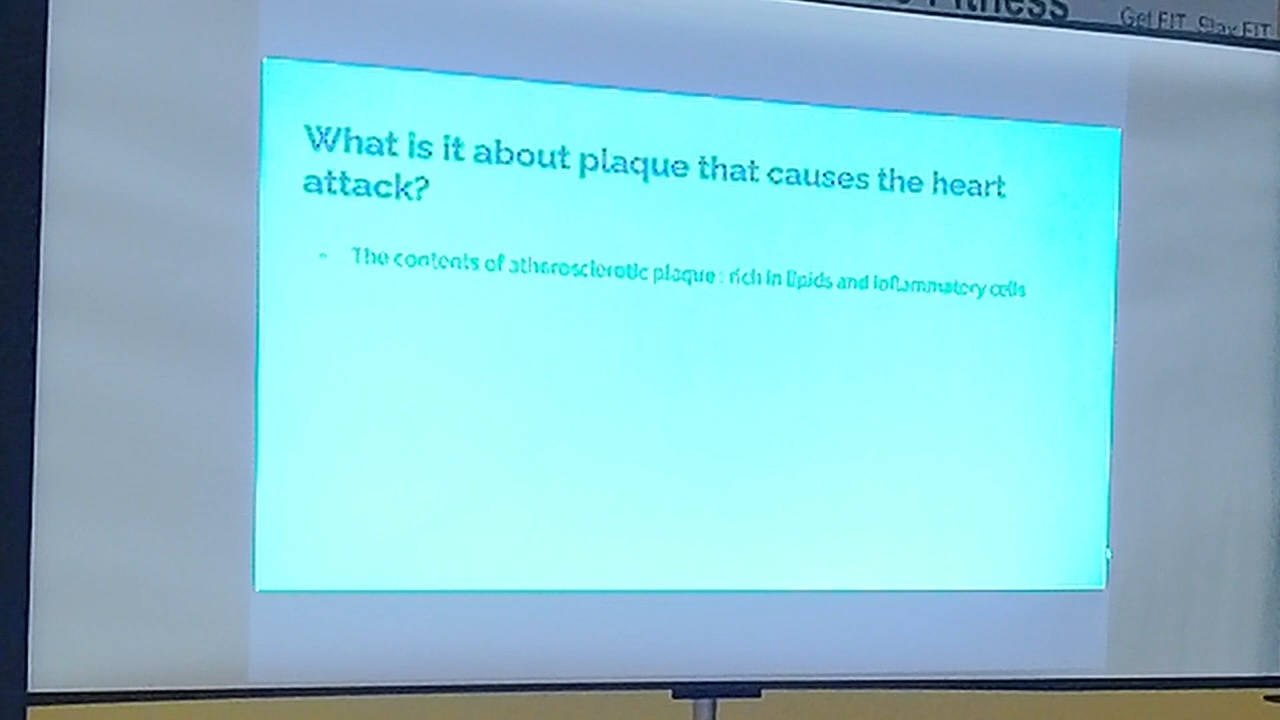 Fitness
Get FIT Stay FIT
What is it about plaque that causes the heart
attack?
- The contents of atherosclerotic plaque : rich in lipids and inflammatory cells